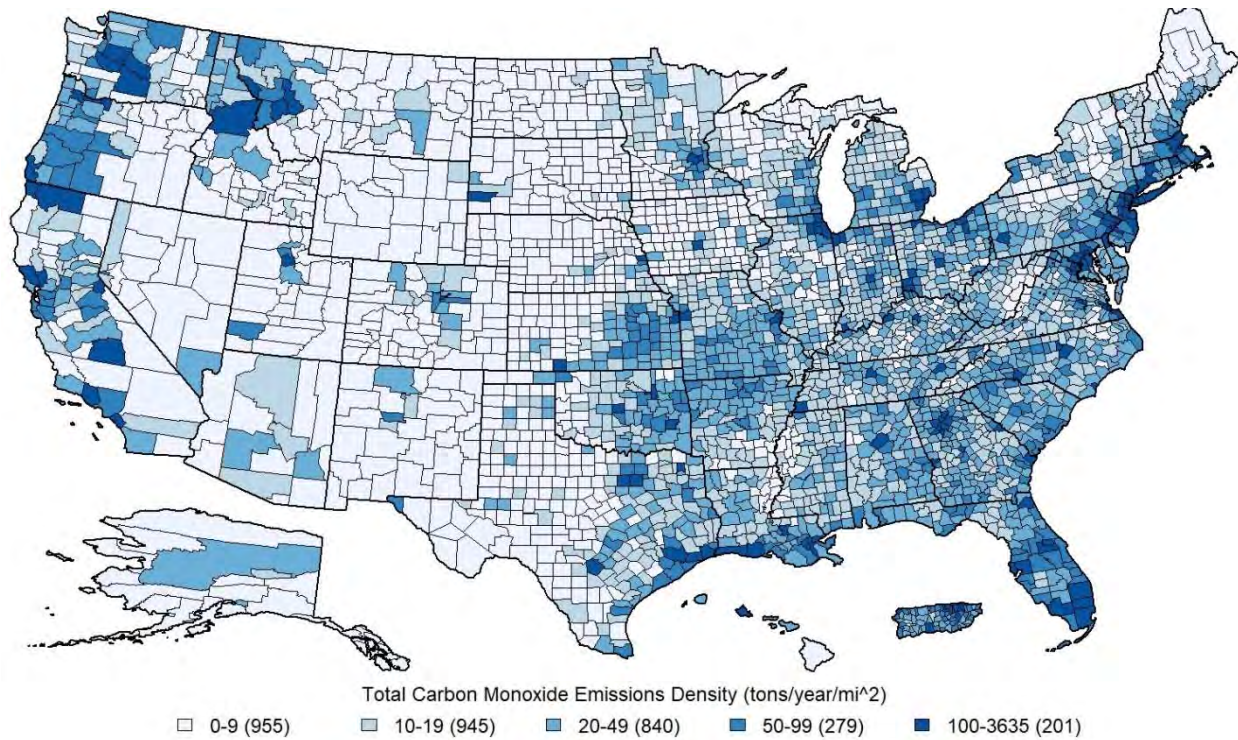 Total Carbon Monoxide Emissions Density (tons/year/mi^2)
0-9 (955) 10-19 (945) 20-49 (840) 50-99 (279) 100-3635 (201)